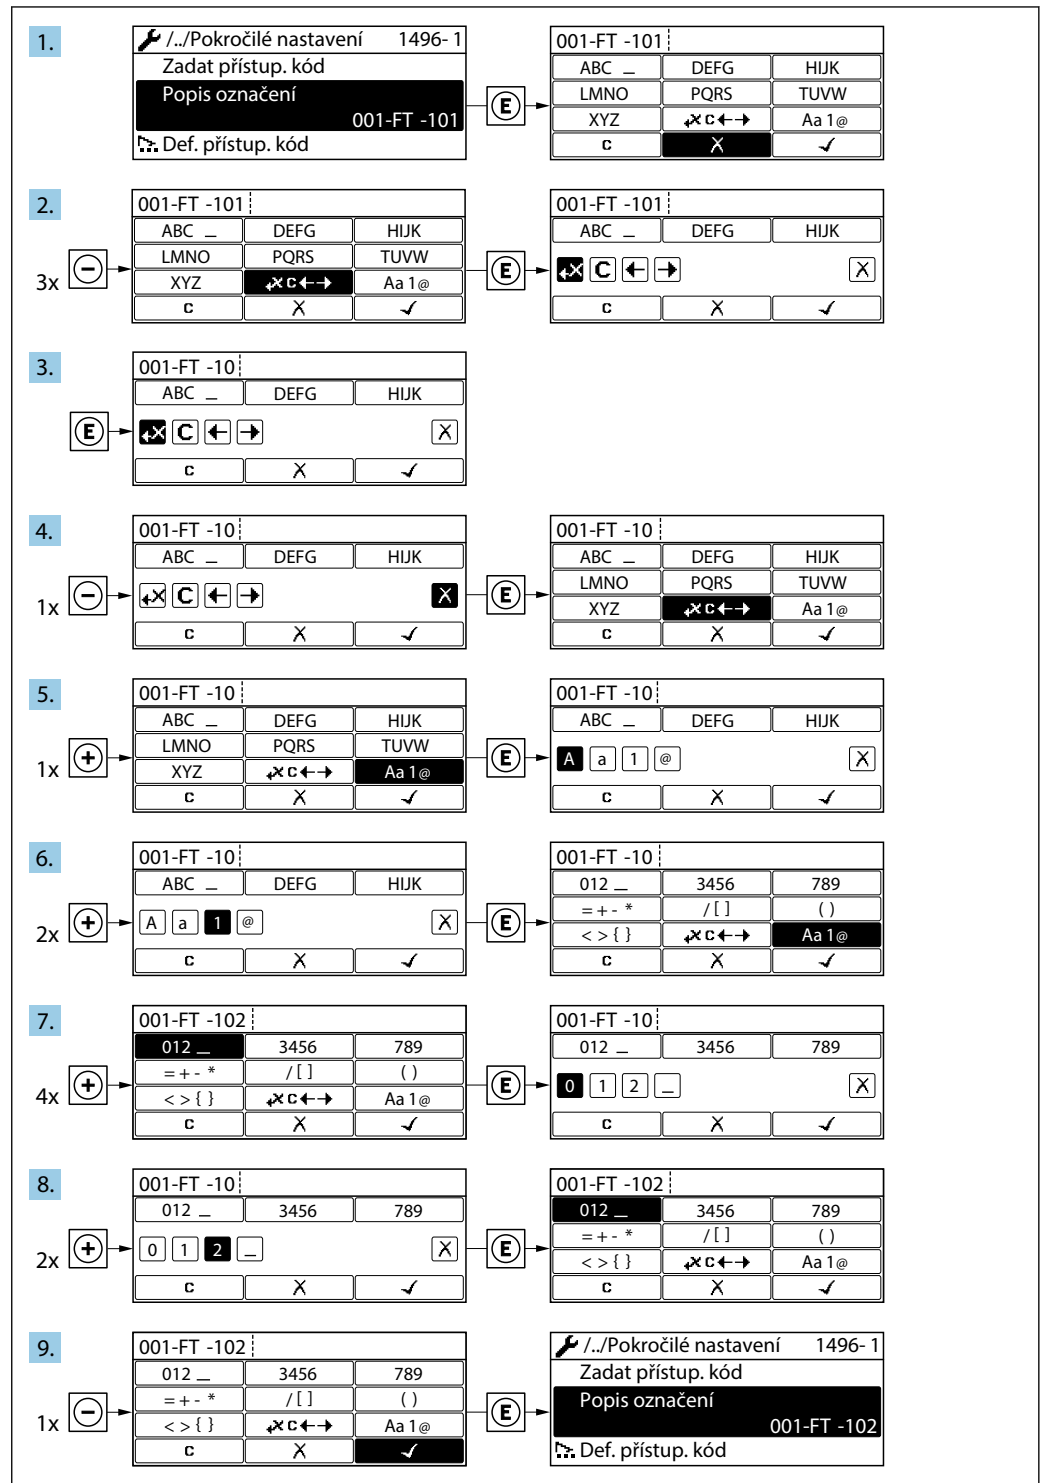 1.
/../Pokročilé nastavení 1496-1
Zadat přístup. kód
Popis označení
001-FT -101
Def. přístup. kód
E
001-FT -101
ABC _ DEFG HIJK
LMNO PQRS TUVW
XYZ C Aa 1@
C X ✓
2.
3x −
001-FT -101
ABC _ DEFG HIJK
LMNO PQRS TUVW
XYZ C Aa 1@
C X ✓
E
001-FT -101
ABC _ DEFG HIJK
C X
C X ✓
3.
E
001-FT -10
ABC _ DEFG HIJK
C X
C X ✓
4.
1x −
001-FT -10
ABC _ DEFG HIJK
C X
C X ✓
E
001-FT -10
ABC _ DEFG HIJK
LMNO PQRS TUVW
XYZ C Aa 1@
C X ✓
5.
1x +
001-FT -10
ABC _ DEFG HIJK
LMNO PQRS TUVW
XYZ C Aa 1@
C X ✓
E
001-FT -10
ABC _ DEFG HIJK
A a 1 @ X
C X ✓
6.
2x +
001-FT -10
ABC _ DEFG HIJK
A a 1 @ X
C X ✓
E
001-FT -10
012 _ 3456 789
= + - * / [ ] ( )
< > { } C Aa 1@
C X ✓
7.
4x +
001-FT -102
012 _ 3456 789
= + - * / [ ] ( )
< > { } C Aa 1@
C X ✓
E
001-FT -10
012 _ 3456 789
0 1 2 _ X
C X ✓
8.
2x +
001-FT -10
012 _ 3456 789
0 1 2 _ X
C X ✓
E
001-FT -102
012 _ 3456 789
= + - * / [ ] ( )
< > { } C Aa 1@
C X ✓
9.
1x −
001-FT -102
012 _ 3456 789
= + - * / [ ] ( )
< > { } C Aa 1@
C X ✓
E
/../Pokročilé nastavení 1496-1
Zadat přístup. kód
Popis označení
001-FT -102
Def. přístup. kód